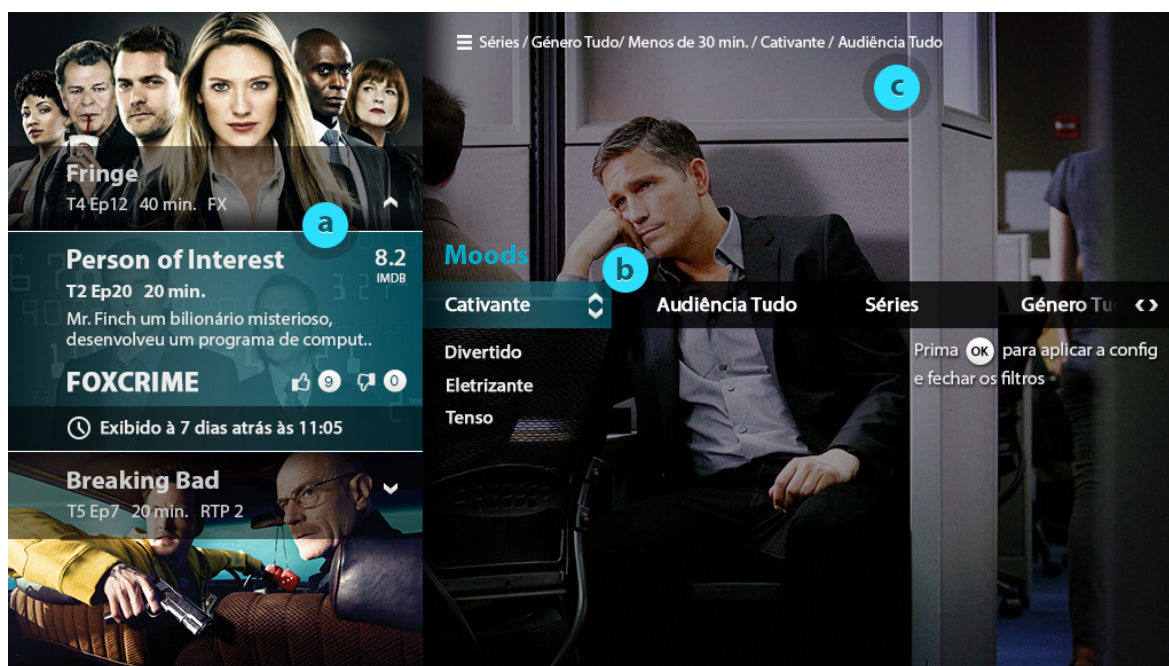 Fringe
T4 Ep12 40 min. FX
a
Person of Interest
8.2
IMDB
T2 Ep20 20 min.
Mr. Finch um bilionário misterioso,
desenvolveu um programa de comput..
FOXCRIME
9
0
Exibido à 7 dias atrás às 11:05
Breaking Bad
T5 Ep7 20 min. RTP 2
Séries / Género Tudo/ Menos de 30 min. / Cativante / Audiência Tudo
c
Moods
b
Cativante
Audiência Tudo
Séries
Género Tu
Divertido
Eletrizante
Tenso
Prima OK para aplicar a config
e fechar os filtros